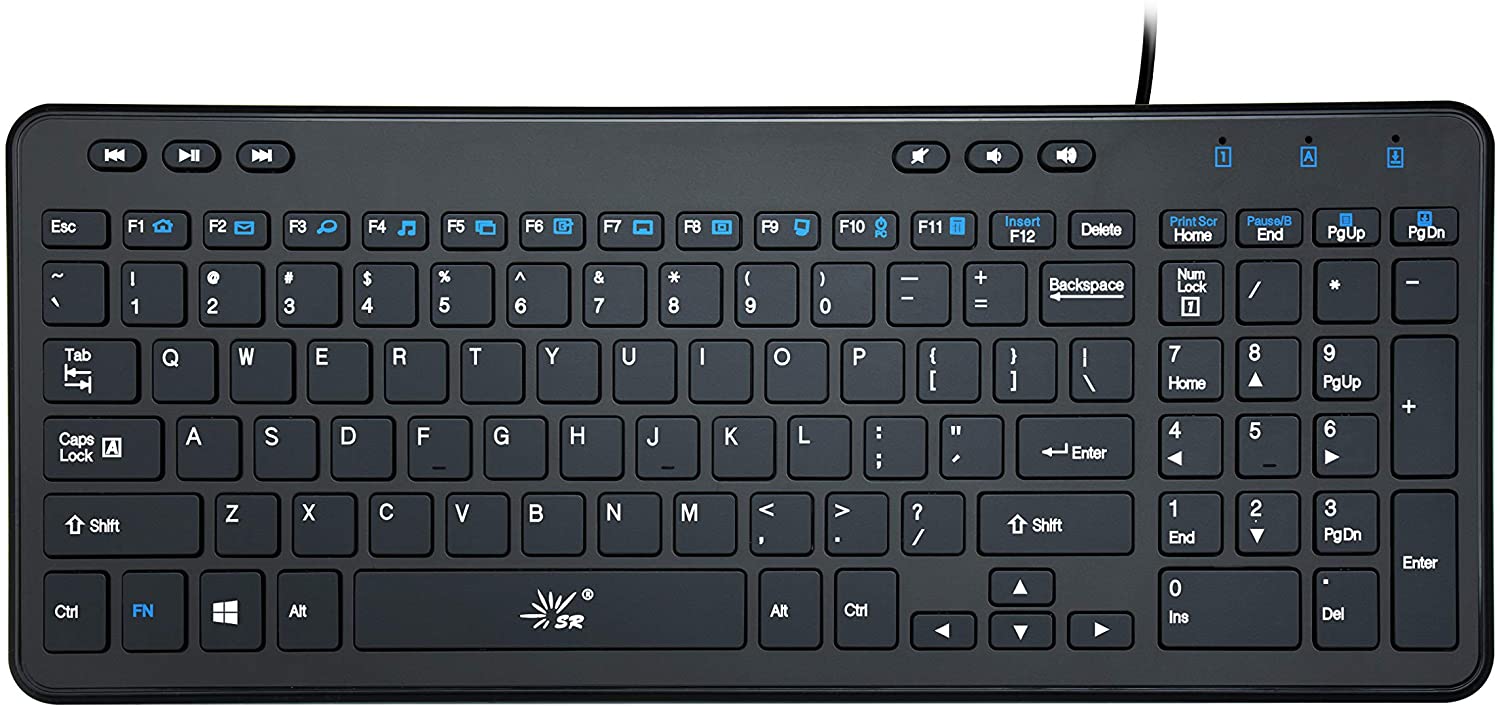 1 A
Esc F1 F2 F3 F4 F5 F6 F7 F8 F9 F10 PC F11 Insert F12 Delete Print Scr Home Pause/B End PgUp PgDn
~ ` ! 1 @ 2 # 3 $ 4 % 5 ^ 6 & 7 * 8 ( 9 ) 0 — - + = Backspace Num Lock 1 / * -
Tab Q W E R T Y U I O P { [ } ] | \ 7 Home 8 9 PgUp +
Caps Lock A A S D F G H J K L : ; " ' Enter 4 5 6
Shift Z X C V B N M < , > . ? / Shift 1 End 2 3 PgDn Enter
Ctrl FN Alt SR ® Alt Ctrl 0 Ins . Del